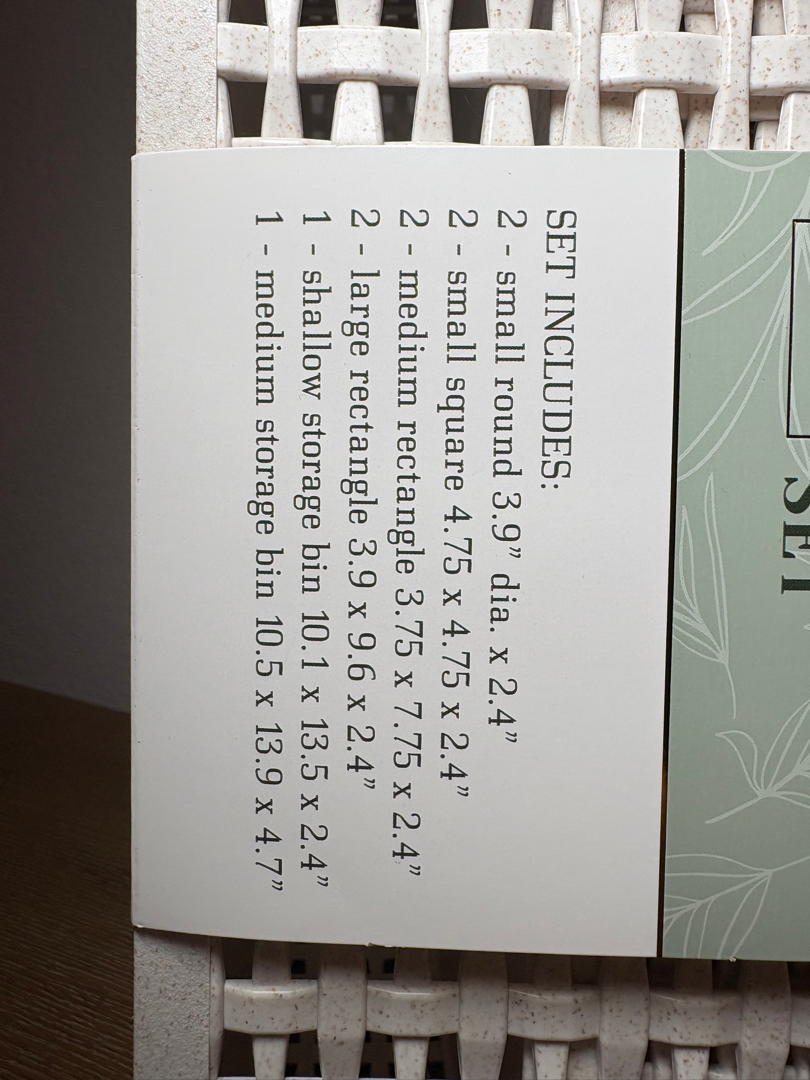 SET INCLUDES:
2 - small round 3.9” dia. x 2.4”
2 - small square 4.75 x 4.75 x 2.4”
2 - medium rectangle 3.75 x 7.75 x 2.4”
2 - large rectangle 3.9 x 9.6 x 2.4”
1 - shallow storage bin 10.1 x 13.5 x 2.4”
1 - medium storage bin 10.5 x 13.9 x 4.7”
SET